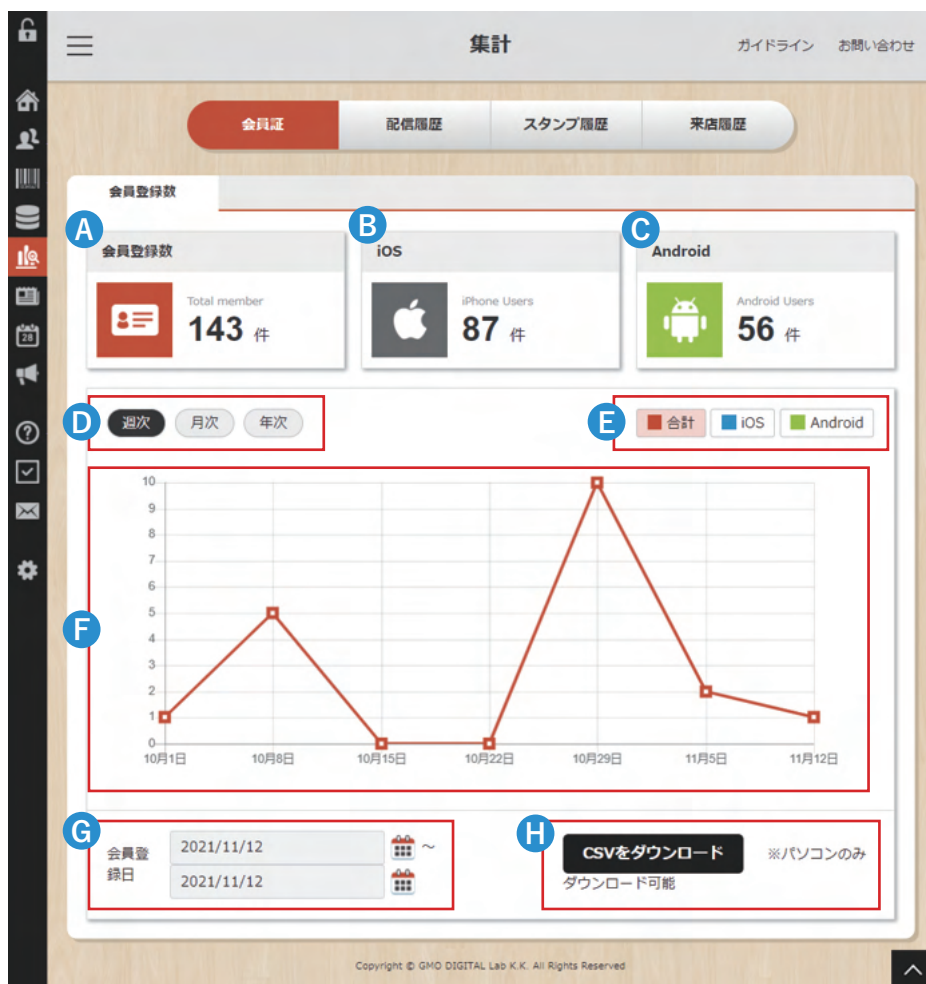 集計
ガイドライン お問い合わせ
会員証 配信履歴 スタンプ履歴 来店履歴
会員登録数
A B C
会員登録数 iOS Android
Total member iPhone Users Android Users
143 件 87 件 56 件
D 週次 月次 年次 E 合計 iOS Android
F
10
9
8
7
6
5
4
3
2
1
0
10月1日 10月8日 10月15日 10月22日 10月29日 11月5日 11月12日
G H
会員登録日 2021/11/12 ～
2021/11/12
CSVをダウンロード ※パソコンのみ
ダウンロード可能
28
Copyright © GMO DIGITAL Lab K.K. All Rights Reserved